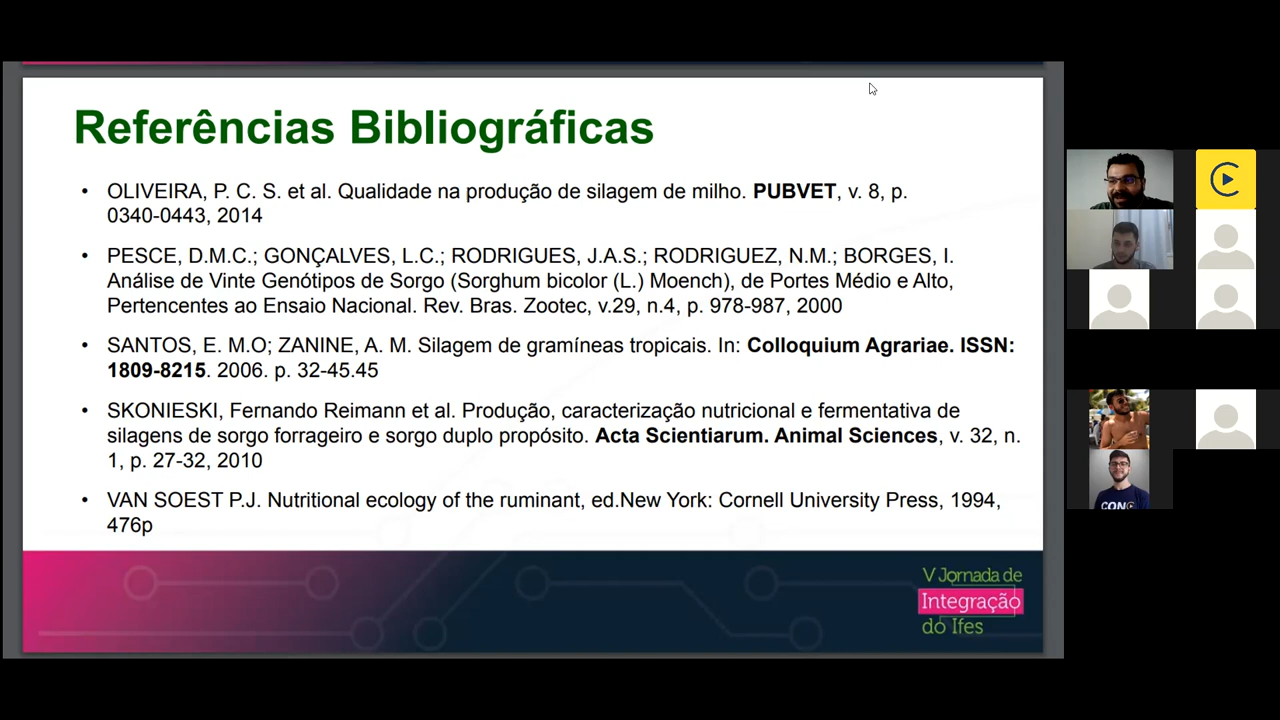 Referências Bibliográficas
• OLIVEIRA, P. C. S. et al. Qualidade na produção de silagem de milho. PUBVET, v. 8, p.
0340-0443, 2014
• PESCE, D.M.C.; GONÇALVES, L.C.; RODRIGUES, J.A.S.; RODRIGUEZ, N.M.; BORGES, I.
Análise de Vinte Genótipos de Sorgo (Sorghum bicolor (L.) Moench), de Portes Médio e Alto,
Pertencentes ao Ensaio Nacional. Rev. Bras. Zootec, v.29, n.4, p. 978-987, 2000
• SANTOS, E. M.O; ZANINE, A. M. Silagem de gramíneas tropicais. In: Colloquium Agrariae. ISSN:
1809-8215. 2006. p. 32-45.45
• SKONIESKI, Fernando Reimann et al. Produção, caracterização nutricional e fermentativa de
silagens de sorgo forrageiro e sorgo duplo propósito. Acta Scientiarum. Animal Sciences, v. 32, n.
1, p. 27-32, 2010
• VAN SOEST P.J. Nutritional ecology of the ruminant, ed.New York: Cornell University Press, 1994,
476p
V Jornada de
Integração
do Ifes